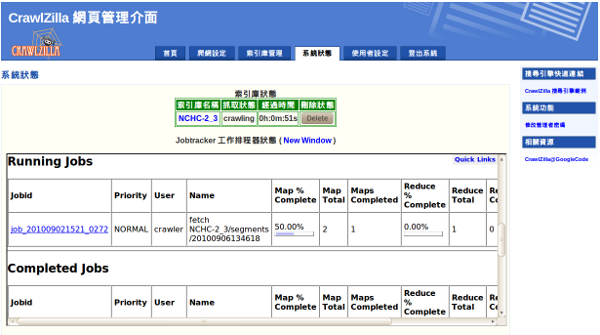 CrawlZilla 網頁管理介面
CRAWLZILLA
首頁 爬網設定 索引庫管理 系統狀態 使用者設定 登出系統
系統狀態
索引庫狀態
索引庫名稱 抓取狀態 經過時間 刪除狀態
NCHC-2_3 crawling 0h:0m:51s Delete
Jobtracker 工作排程器狀態 ( New Window )
Running Jobs
Quick Links
Jobid Priority User Name Map % Complete Map Total Maps Completed Reduce % Complete Reduce Total
job_201009021521_0272 NORMAL crawler fetch NCHC-2_3/segments/20100906134618 50.00% 2 1 0.00% 1 0
Completed Jobs
Jobid Priority User Name Map % Complete Map Total Maps Completed Reduce % Complete Reduce Total
搜尋引擎快速連結
CrawlZilla 搜尋引擎範例
系統功能
修改管理者密碼
相關資源
CrawlZilla@GoogleCode